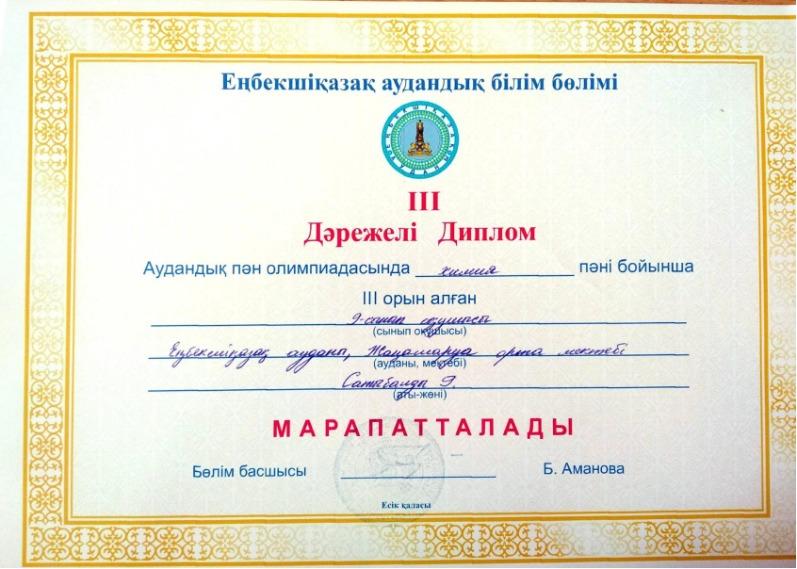 Еңбекшіқазақ аудандық білім бөлімі
III
Дәрежелі Диплом
Аудандық пән олимпиадасында химия пәні бойынша
III орын алған
9-сынып оқушысы
(сынып оқушысы)
Еңбекшіқазақ ауданы, Жаңашаруа орта мектебі
(ауданы, мектебі)
Сатыбалды Э.
(аты-жөні)
МАРАПАТТАЛАДЫ
Бөлім басшысы Б. Аманова
Есік қаласы